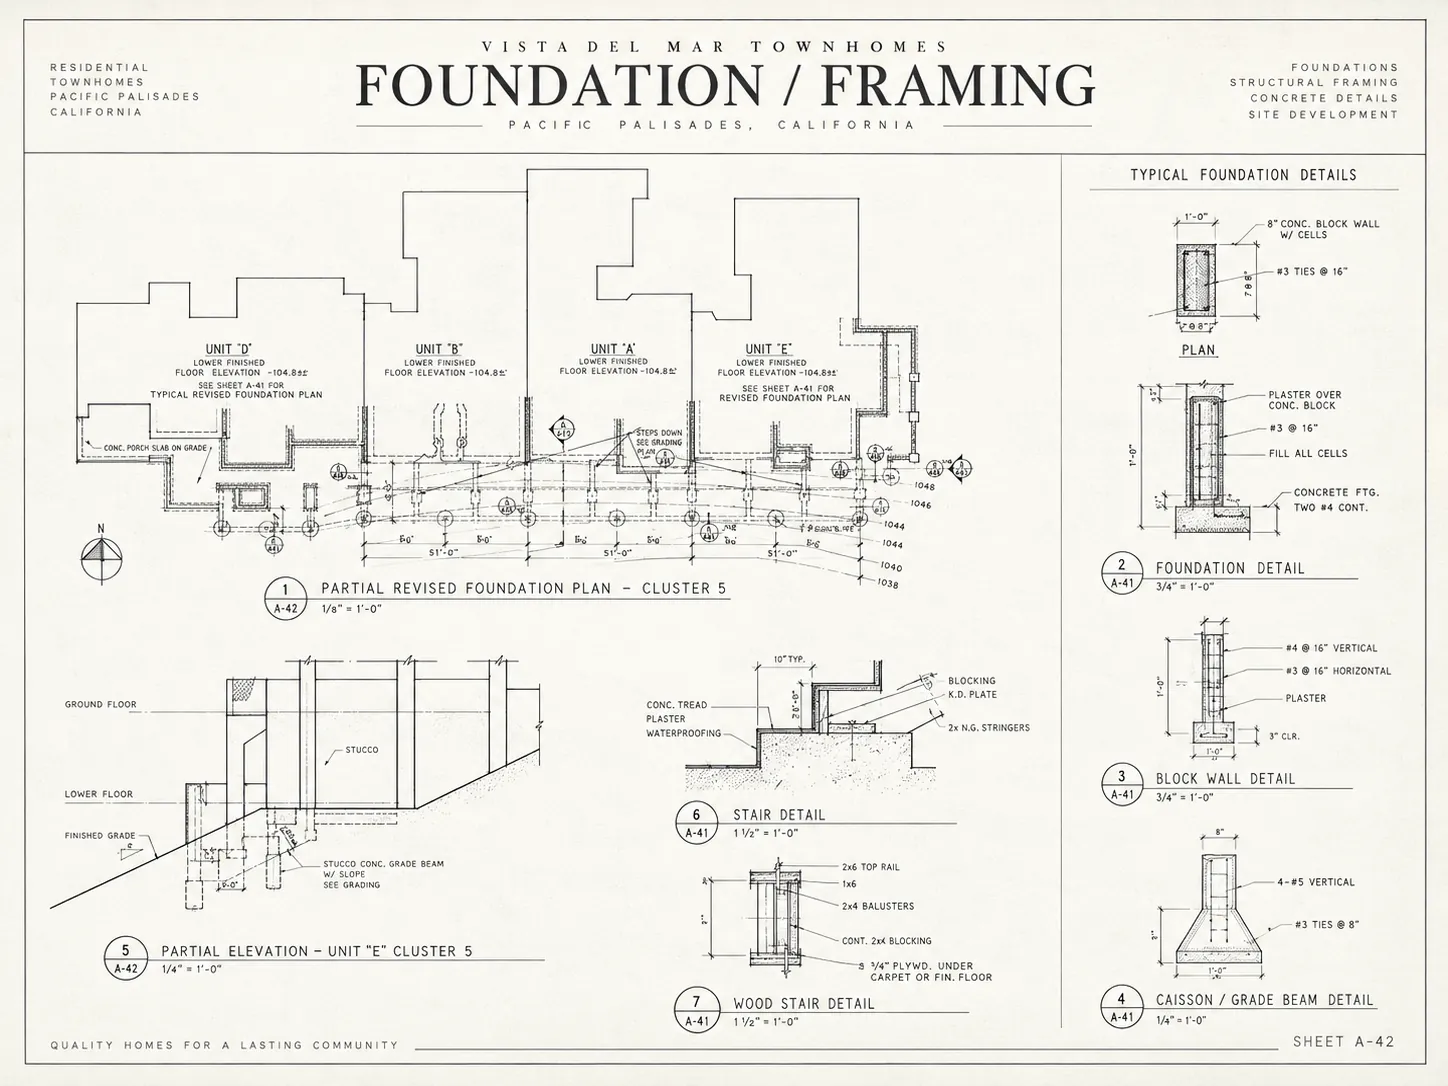 RESIDENTIAL
TOWNHOMES
PACIFIC PALISADES
CALIFORNIA
VISTA DEL MAR TOWNHOMES
FOUNDATION / FRAMING
PACIFIC PALISADES, CALIFORNIA
FOUNDATIONS
STRUCTURAL FRAMING
CONCRETE DETAILS
SITE DEVELOPMENT
UNIT "D"
LOWER FINISHED
FLOOR ELEVATION -104.8±
SEE SHEET A-41 FOR
TYPICAL REVISED FOUNDATION PLAN
UNIT "B"
LOWER FINISHED
FLOOR ELEVATION -104.8±
UNIT "A"
LOWER FINISHED
FLOOR ELEVATION -104.8±
UNIT "E"
LOWER FINISHED
FLOOR ELEVATION -104.8±
SEE SHEET A-41 FOR
REVISED FOUNDATION PLAN
CONC. PORCH SLAB ON GRADE
STEPS DOWN
SEE GRADING
PLAN
1048
1046
1044
1044
1040
1038
51'-0"
51'-0"
51'-0"
N
1
A-42
PARTIAL REVISED FOUNDATION PLAN - CLUSTER 5
1/8" = 1'-0"
GROUND FLOOR
STUCCO
LOWER FLOOR
FINISHED GRADE
STUCCO CONC. GRADE BEAM
W/ SLOPE
SEE GRADING
5
A-42
PARTIAL ELEVATION - UNIT "E" CLUSTER 5
1/4" = 1'-0"
10" TYP.
CONC. TREAD
PLASTER
WATERPROOFING
BLOCKING
K.D. PLATE
2x N.G. STRINGERS
6
A-41
STAIR DETAIL
1 1/2" = 1'-0"
2x6 TOP RAIL
1x6
2x4 BALUSTERS
CONT. 2x4 BLOCKING
3/4" PLYWD. UNDER
CARPET OR FIN. FLOOR
7
A-41
WOOD STAIR DETAIL
1 1/2" = 1'-0"
TYPICAL FOUNDATION DETAILS
1'-0"
8" CONC. BLOCK WALL
W/ CELLS
#3 TIES @ 16"
PLAN
PLASTER OVER
CONC. BLOCK
#3 @ 16"
FILL ALL CELLS
1'-0"
CONCRETE FTG.
TWO #4 CONT.
2
A-41
FOUNDATION DETAIL
3/4" = 1'-0"
#4 @ 16" VERTICAL
#3 @ 16" HORIZONTAL
PLASTER
1'-0"
3" CLR.
1'-0"
3
A-41
BLOCK WALL DETAIL
3/4" = 1'-0"
8"
4-#5 VERTICAL
#3 TIES @ 8"
1'-0"
4
A-41
CAISSON / GRADE BEAM DETAIL
1/4" = 1'-0"
QUALITY HOMES FOR A LASTING COMMUNITY
SHEET A-42